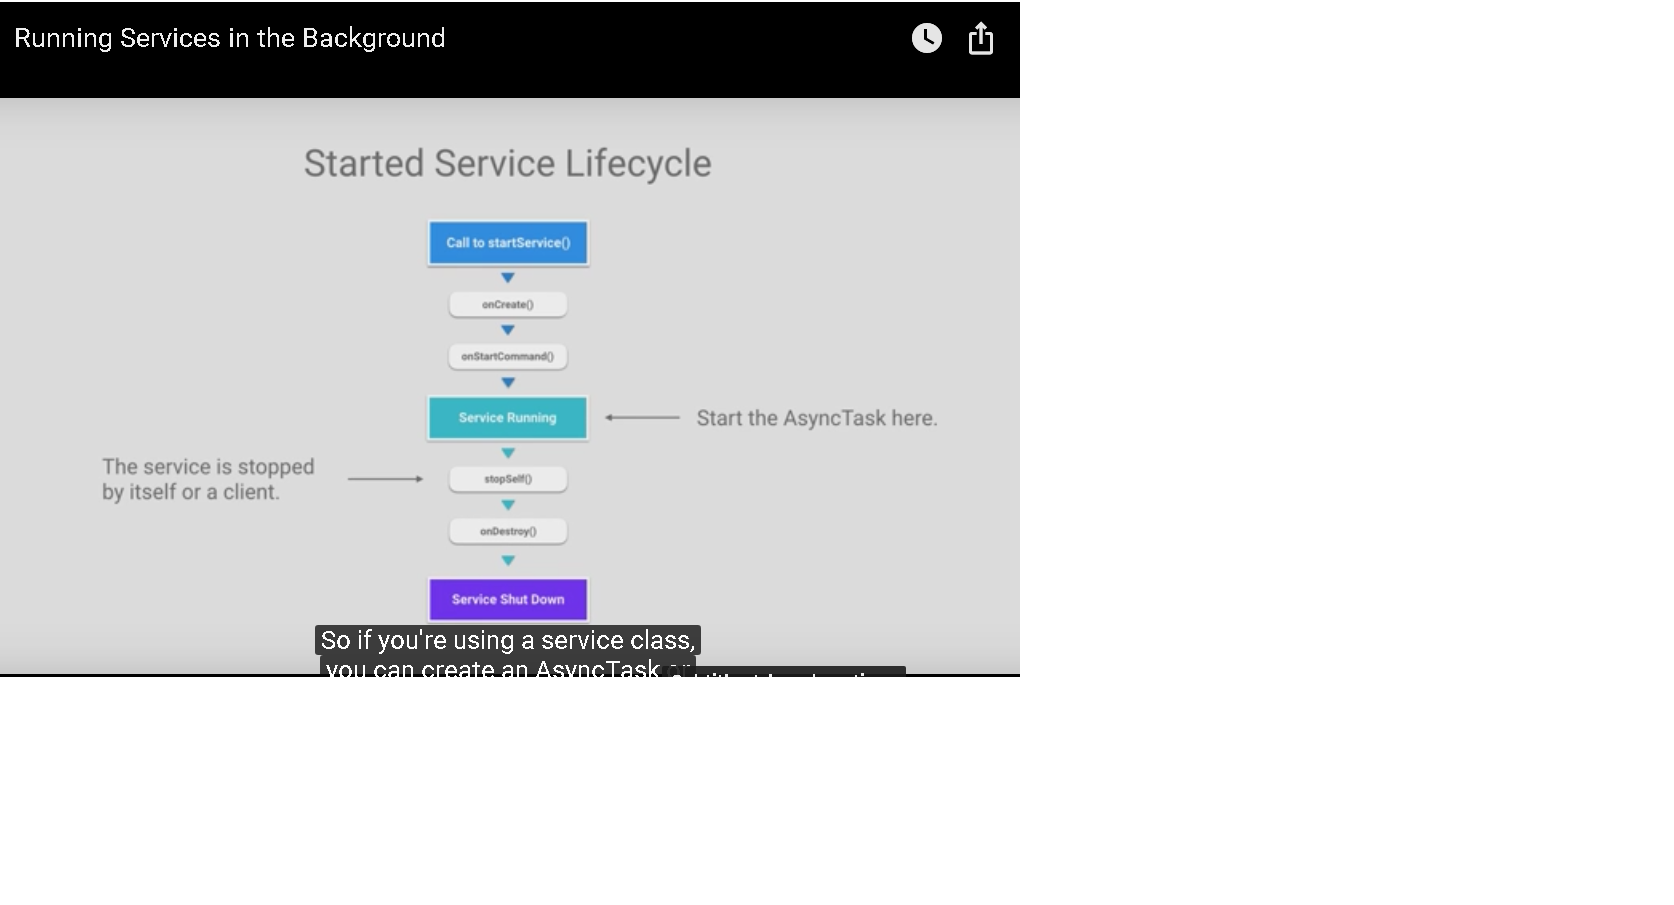 Running Services in the Background
Started Service Lifecycle
Call to startService()
onCreate()
onStartCommand()
Service Running
Start the AsyncTask here.
The service is stopped
by itself or a client.
stopSelf()
onDestroy()
Service Shut Down
So if you're using a service class,
you can create an AsyncTask